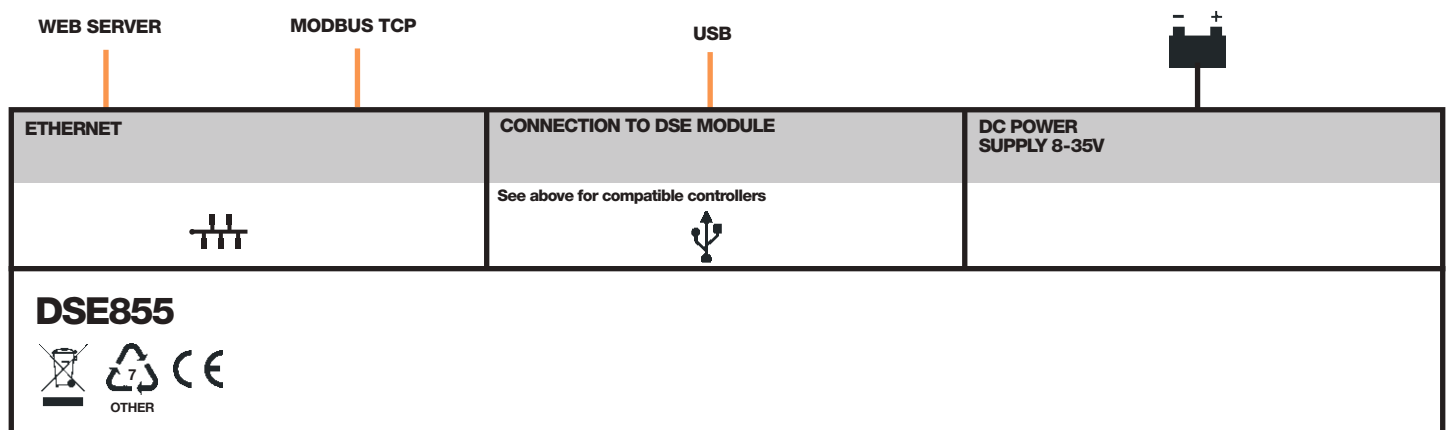 WEB SERVER
MODBUS TCP
USB
- +
ETHERNET
CONNECTION TO DSE MODULE
DC POWER
SUPPLY 8-35V
See above for compatible controllers
DSE855
7
CE
OTHER